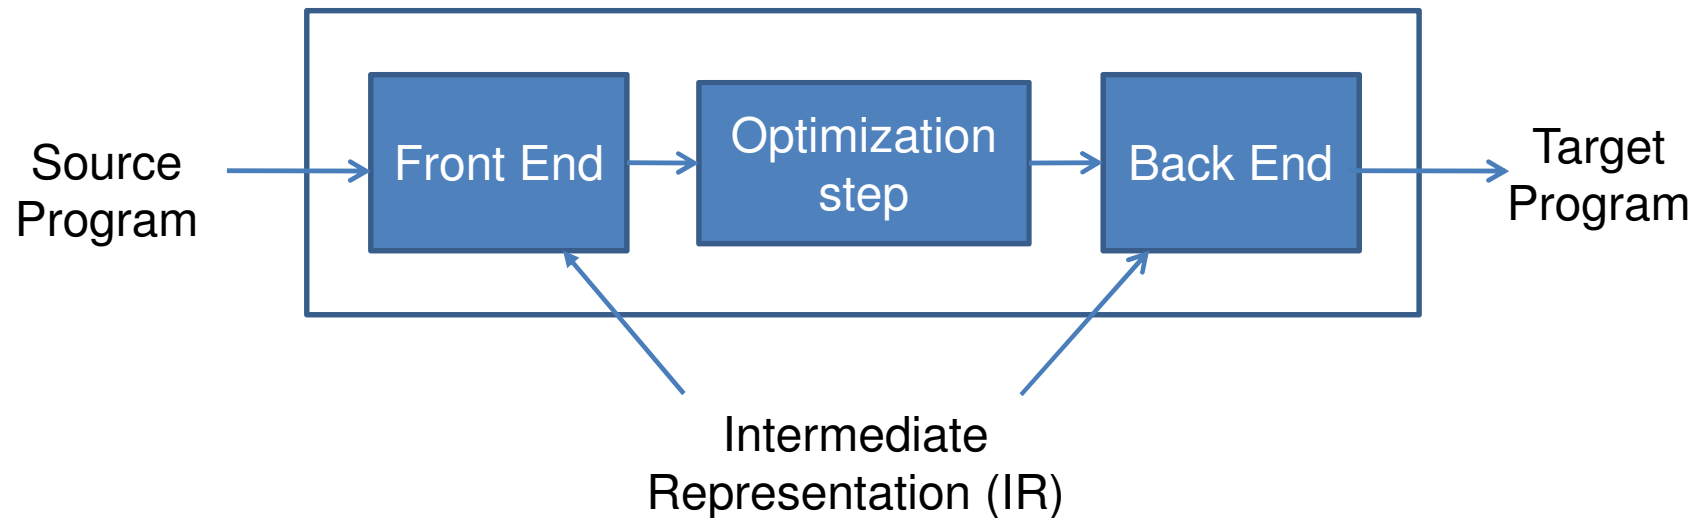 Source
Program
Front End
Optimization
step
Back End
Target
Program
Intermediate
Representation (IR)